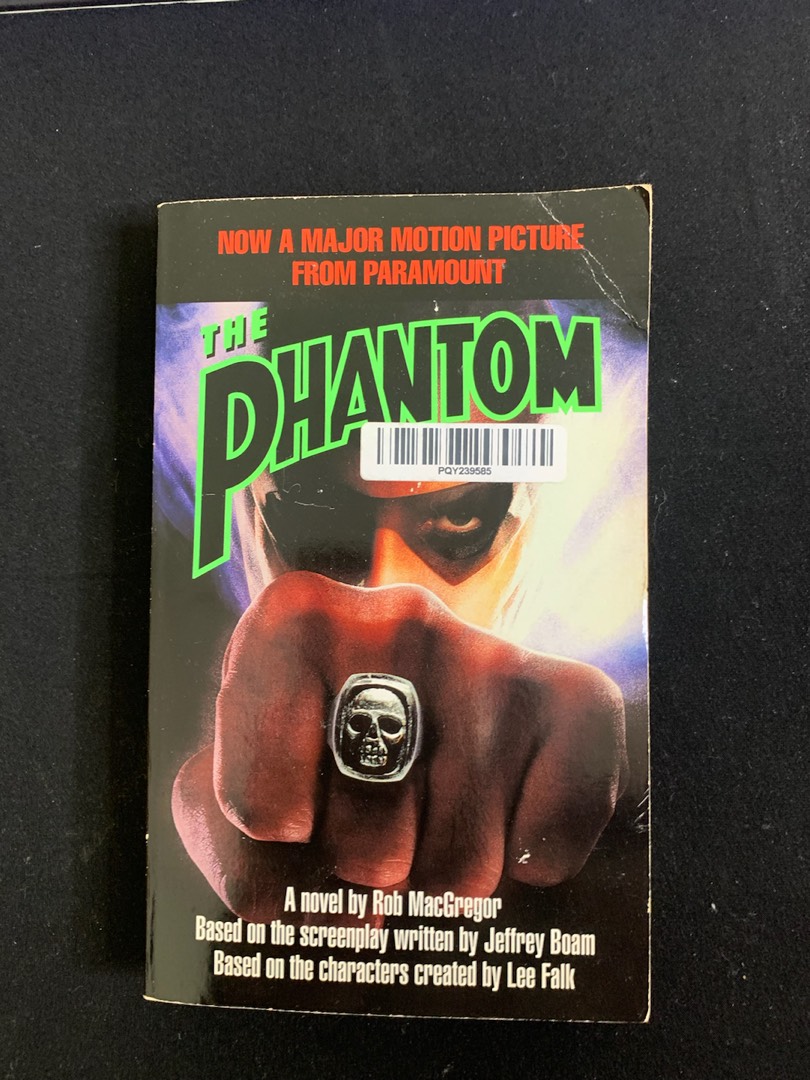 NOW A MAJOR MOTION PICTURE
FROM PARAMOUNT
THE
PHANTOM
PQY239585
A novel by Rob MacGregor
Based on the screenplay written by Jeffrey Boam
Based on the characters created by Lee Falk